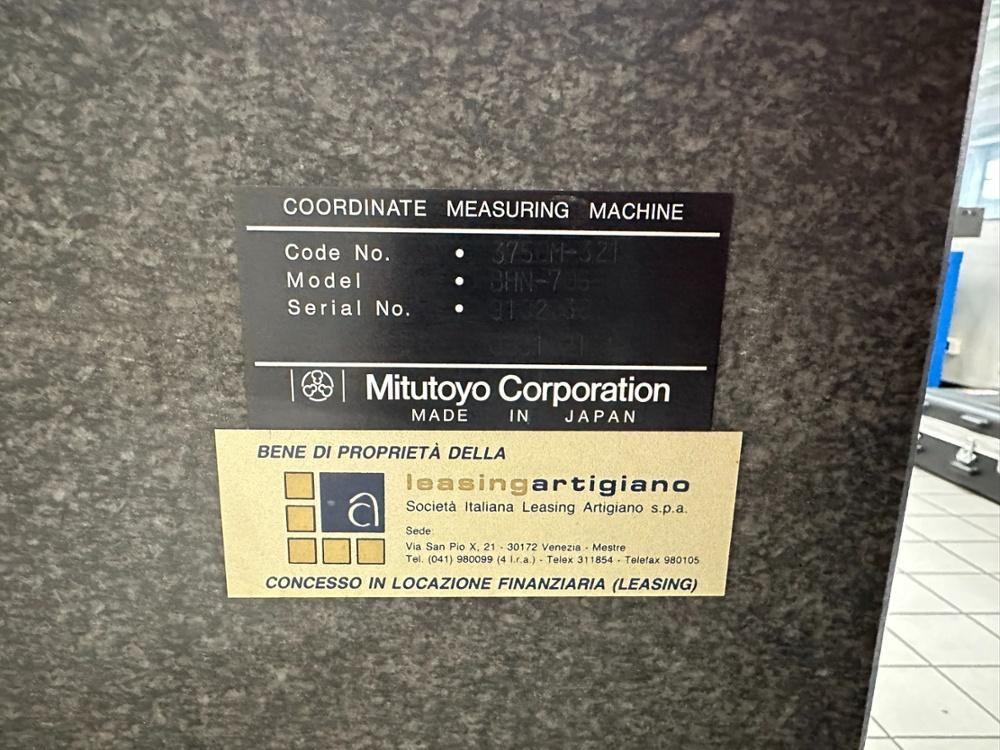 COORDINATE MEASURING MACHINE
Code No. •
Model •
Serial No. •
Mitutoyo Corporation
MADE IN JAPAN
BENE DI PROPRIETÀ DELLA
a
leasingartigiano
Società Italiana Leasing Artigiano s.p.a.
Sede:
Via San Pio X, 21 - 30172 Venezia - Mestre
Tel. (041) 980099 (4 l.r.a.) - Telex 311854 - Telefax 980105
CONCESSO IN LOCAZIONE FINANZIARIA (LEASING)